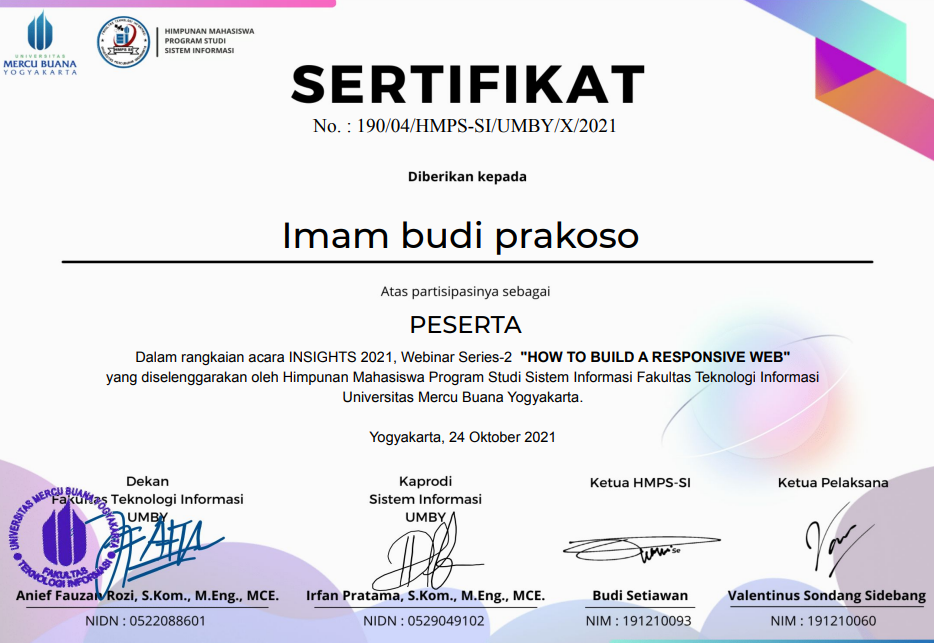 UNIVERSITAS
MERCU BUANA
YOGYAKARTA
HMPS SI
HIMPUNAN MAHASISWA
PROGRAM STUDI
SISTEM INFORMASI
SERTIFIKAT
No. : 190/04/HMPS-SI/UMBY/X/2021
Diberikan kepada
Imam budi prakoso
Atas partisipasinya sebagai
PESERTA
Dalam rangkaian acara INSIGHTS 2021, Webinar Series-2 "HOW TO BUILD A RESPONSIVE WEB"
yang diselenggarakan oleh Himpunan Mahasiswa Program Studi Sistem Informasi Fakultas Teknologi Informasi
Universitas Mercu Buana Yogyakarta.
Yogyakarta, 24 Oktober 2021
Dekan
Fakultas Teknologi Informasi
UMBY
UNIVERSITAS MERCU BUANA YOGYAKARTA
FAKULTAS
TEKNOLOGI INFORMASI
Anief Fauzan Rozi, S.Kom., M.Eng., MCE.
NIDN : 0522088601
Kaprodi
Sistem Informasi
UMBY
Irfan Pratama, S.Kom., M.Eng., MCE.
NIDN : 0529049102
Ketua HMPS-SI
Budi Setiawan
NIM : 191210093
Ketua Pelaksana
Valentinus Sondang Sidebang
NIM : 191210060